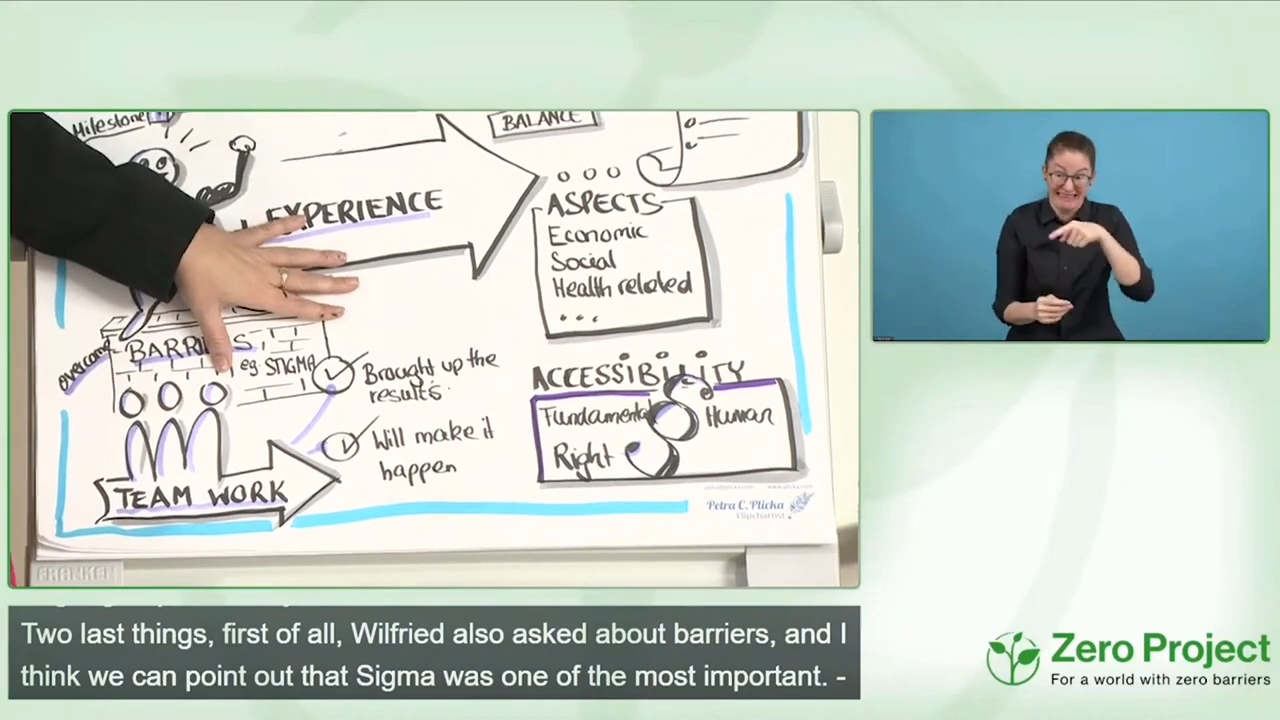 Milestone
BALANCE
EXPERIENCE
ASPECTS
Economic
Social
Health related
...
overcome
BARRIERS
eg. STIGMA
Brought up the
results.
Will make it
happen
TEAM WORK
ACCESSIBILITY
Fundamental
Human
Right
Petra C. Plicka
Flipchartist
FRANKEN
Two last things, first of all, Wilfried also asked about barriers, and I
think we can point out that Sigma was one of the most important. -
Zero Project
For a world with zero barriers